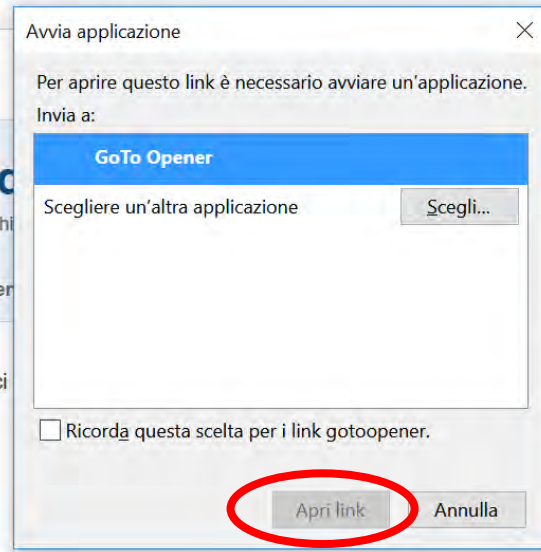 Avvia applicazione
Per aprire questo link è necessario avviare un'applicazione.
Invia a:
GoTo Opener
Scegliere un'altra applicazione Scegli...
Ricorda questa scelta per i link gotoopener.
Apri link Annulla